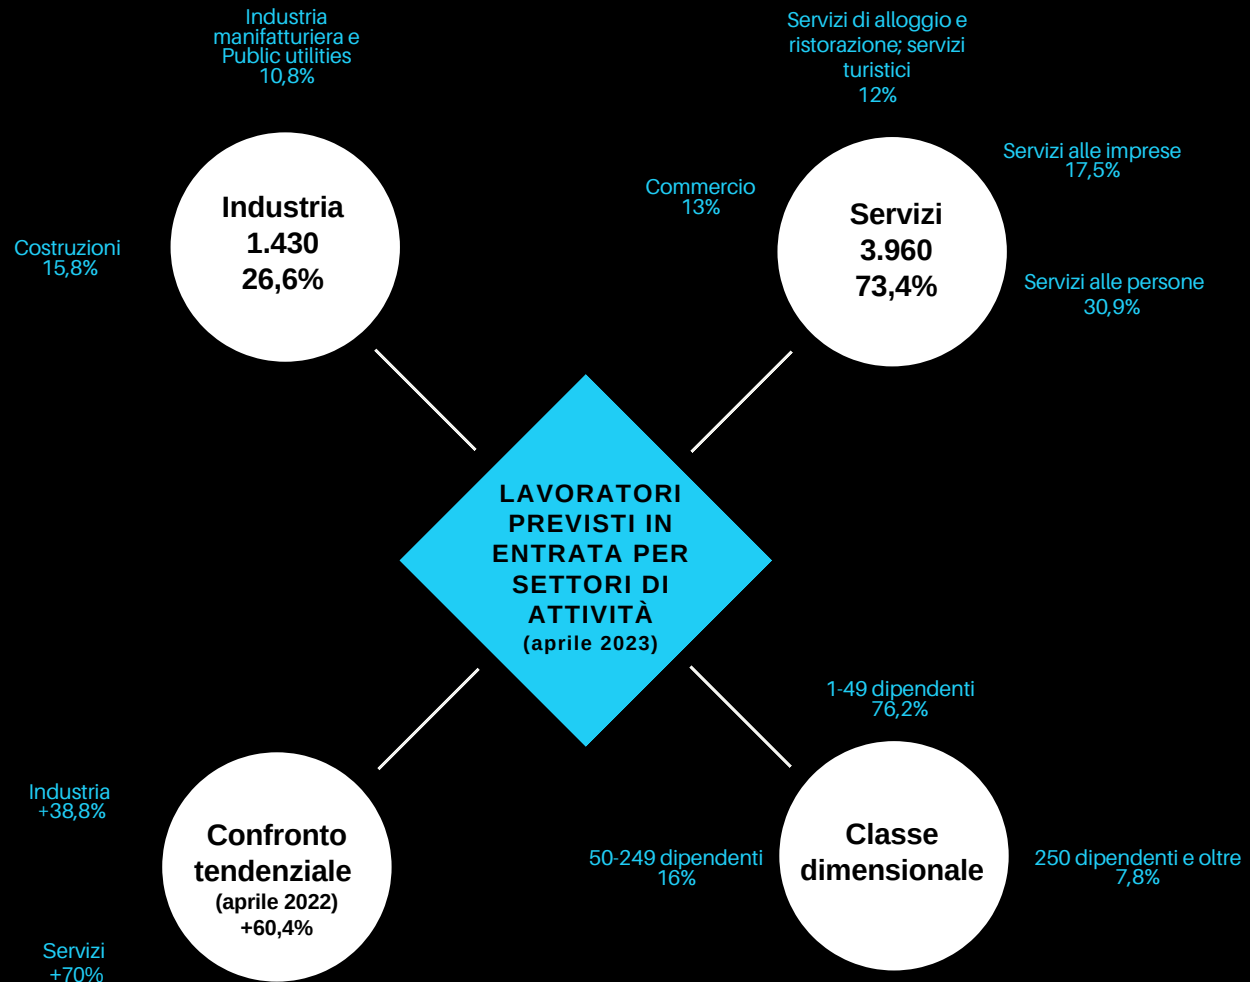 Industria
manifatturiera e
Public utilities
10,8%
Costruzioni
15,8%
Industria
1.430
26,6%
Servizi di alloggio e
ristorazione; servizi
turistici
12%
Commercio
13%
Servizi
3.960
73,4%
Servizi alle imprese
17,5%
Servizi alle persone
30,9%
LAVORATORI
PREVISTI IN
ENTRATA PER
SETTORI DI
ATTIVITÀ
(aprile 2023)
Industria
+38,8%
Servizi
+70%
Confronto
tendenziale
(aprile 2022)
+60,4%
1-49 dipendenti
76,2%
50-249 dipendenti
16%
Classe
dimensionale
250 dipendenti e oltre
7,8%